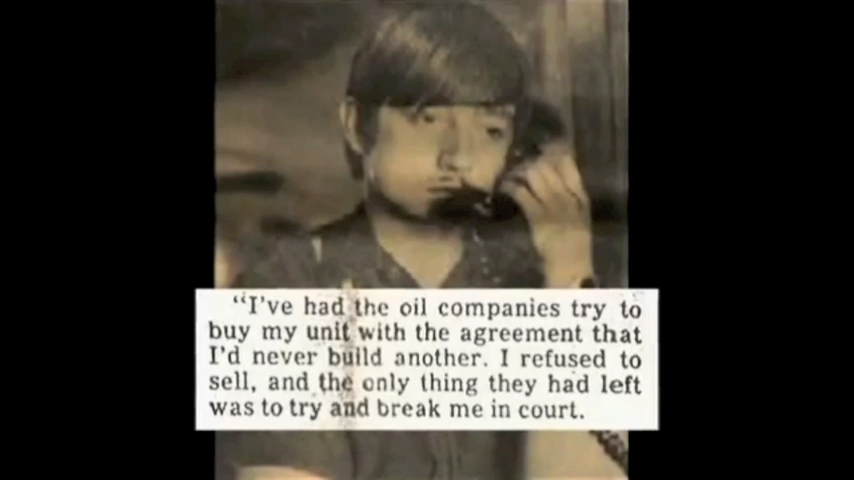 “I've had the oil companies try to
buy my unit with the agreement that
I'd never build another. I refused to
sell, and the only thing they had left
was to try and break me in court.